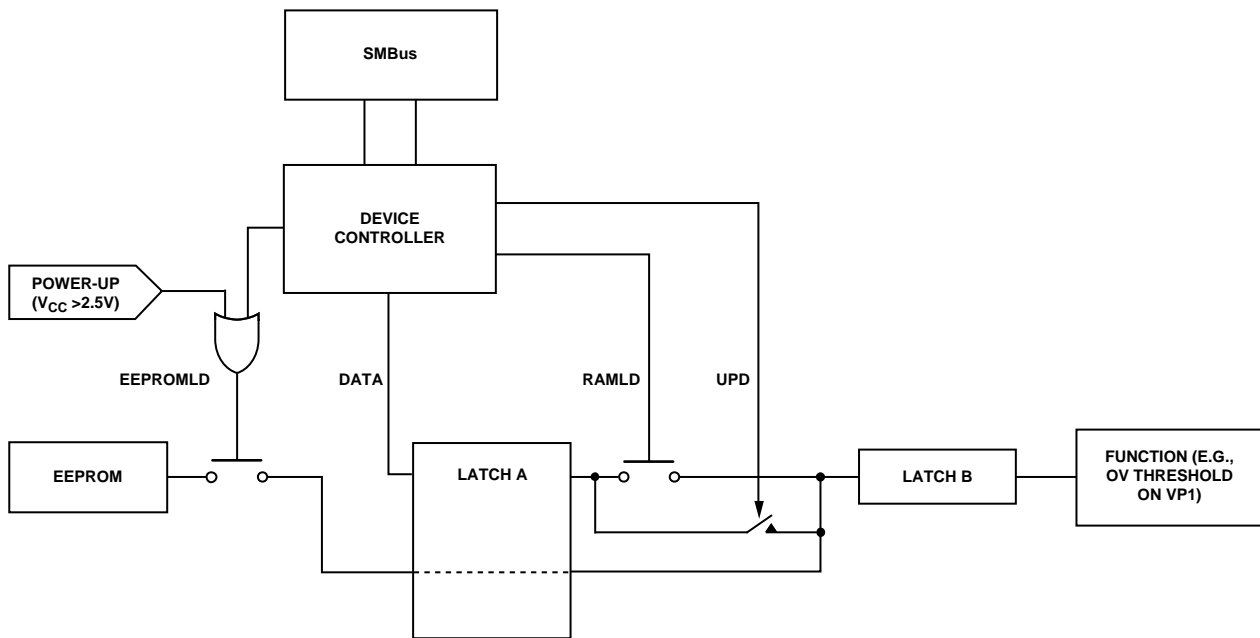 SMBus
DEVICE
CONTROLLER
POWER-UP
(VCC >2.5V)
EEPROMLD
DATA
RAMLD
UPD
EEPROM
LATCH A
LATCH B
FUNCTION (E.G.,
OV THRESHOLD
ON VP1)